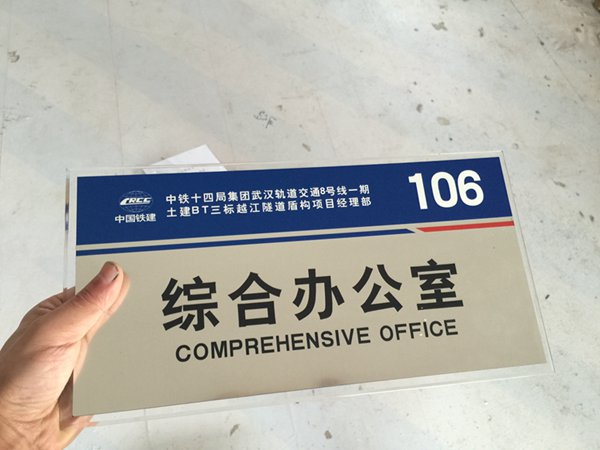 CRCC
中国铁建
中铁十四局集团武汉轨道交通8号线一期
土建BT三标越江隧道盾构项目经理部
106
综合办公室
COMPREHENSIVE OFFICE